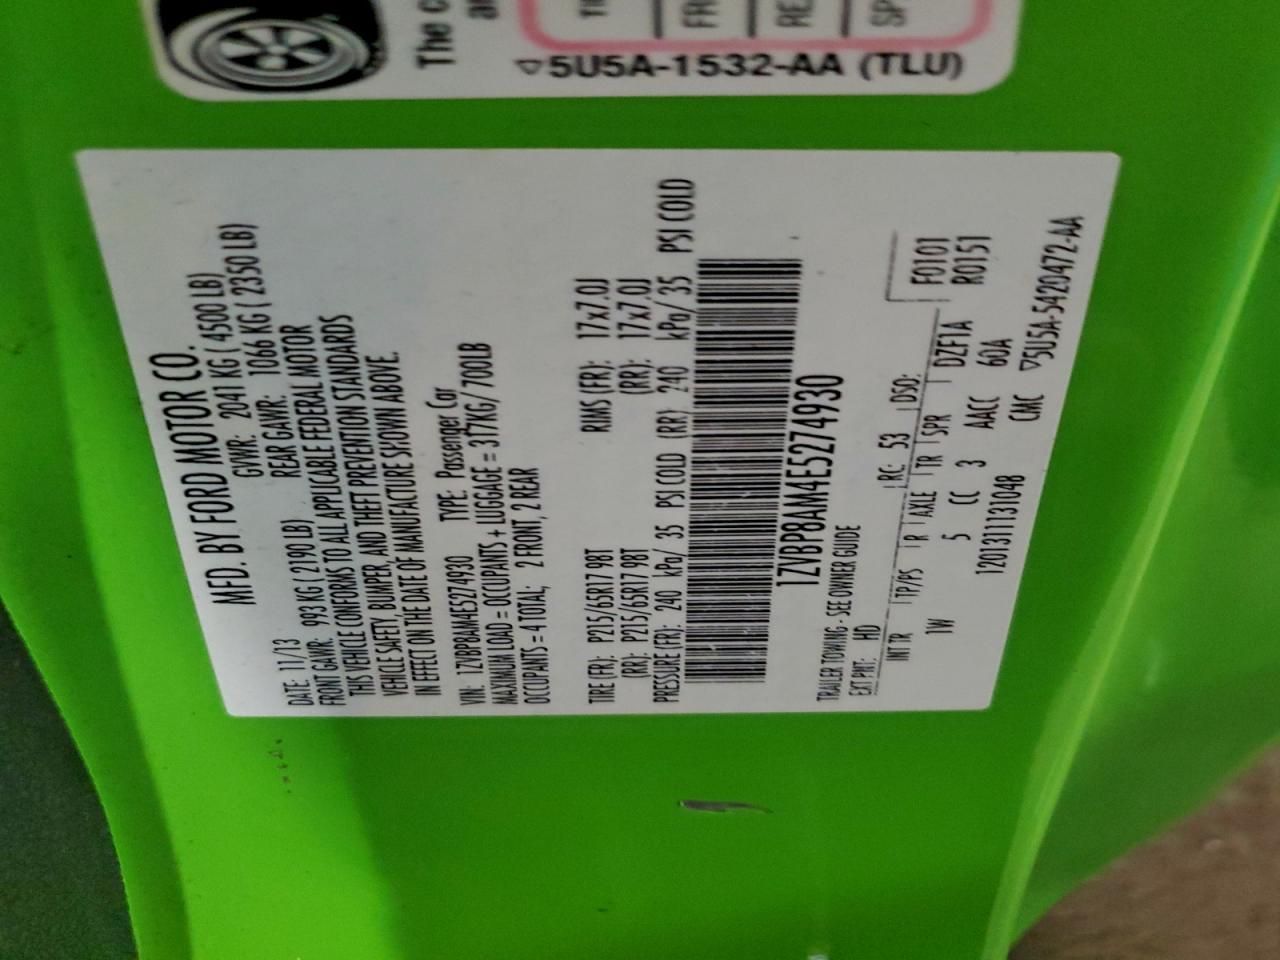 The c
a
TI
FR
RE
SP
▽5U5A-1532-AA (TLU)
MFD. BY FORD MOTOR CO.
DATE: 11/13 GVWR: 2041 KG ( 4500 LB)
FRONT GAWR: 993 KG ( 2190 LB) REAR GAWR: 1066 KG ( 2350 LB)
THIS VEHICLE CONFORMS TO ALL APPLICABLE FEDERAL MOTOR
VEHICLE SAFETY, BUMPER, AND THEFT PREVENTION STANDARDS
IN EFFECT ON THE DATE OF MANUFACTURE SHOWN ABOVE.
VIN: 1ZVBP8AM4E5274930 TYPE: Passenger Car
MAXIMUM LOAD = OCCUPANTS + LUGGAGE = 317KG/ 700LB
OCCUPANTS = 4 TOTAL; 2 FRONT, 2 REAR
TIRE (FR): P215/65R17 98T RIMS (FR): 17x7.0J
(RR): P215/65R17 98T (RR): 17x7.0J
PRESSURE (FR): 240 kPa/ 35 PSI COLD (RR) 240 kPa/ 35 PSI COLD
1ZVBP8AM4E5274930
TRAILER TOWING - SEE OWNER GUIDE
EXT PNT: HD RC: 53 DSO:
INT TR TP/PS R AXLE TR SPR DZF1A F0101
1W 5 CC 3 AACC 60A R0151
120131131048 CMC ▽5U5A-5420472-AA